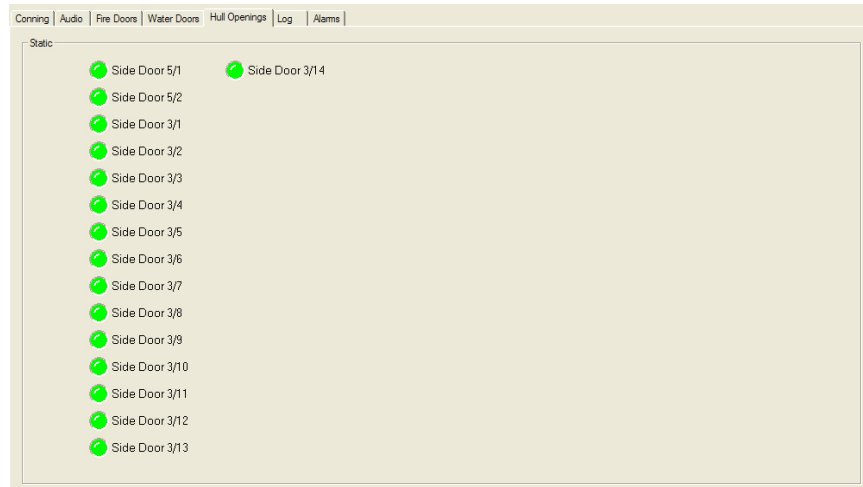 Conning Audio Fire Doors Water Doors Hull Openings Log Alarms
Static
Side Door 5/1 Side Door 3/14
Side Door 5/2
Side Door 3/1
Side Door 3/2
Side Door 3/3
Side Door 3/4
Side Door 3/5
Side Door 3/6
Side Door 3/7
Side Door 3/8
Side Door 3/9
Side Door 3/10
Side Door 3/11
Side Door 3/12
Side Door 3/13